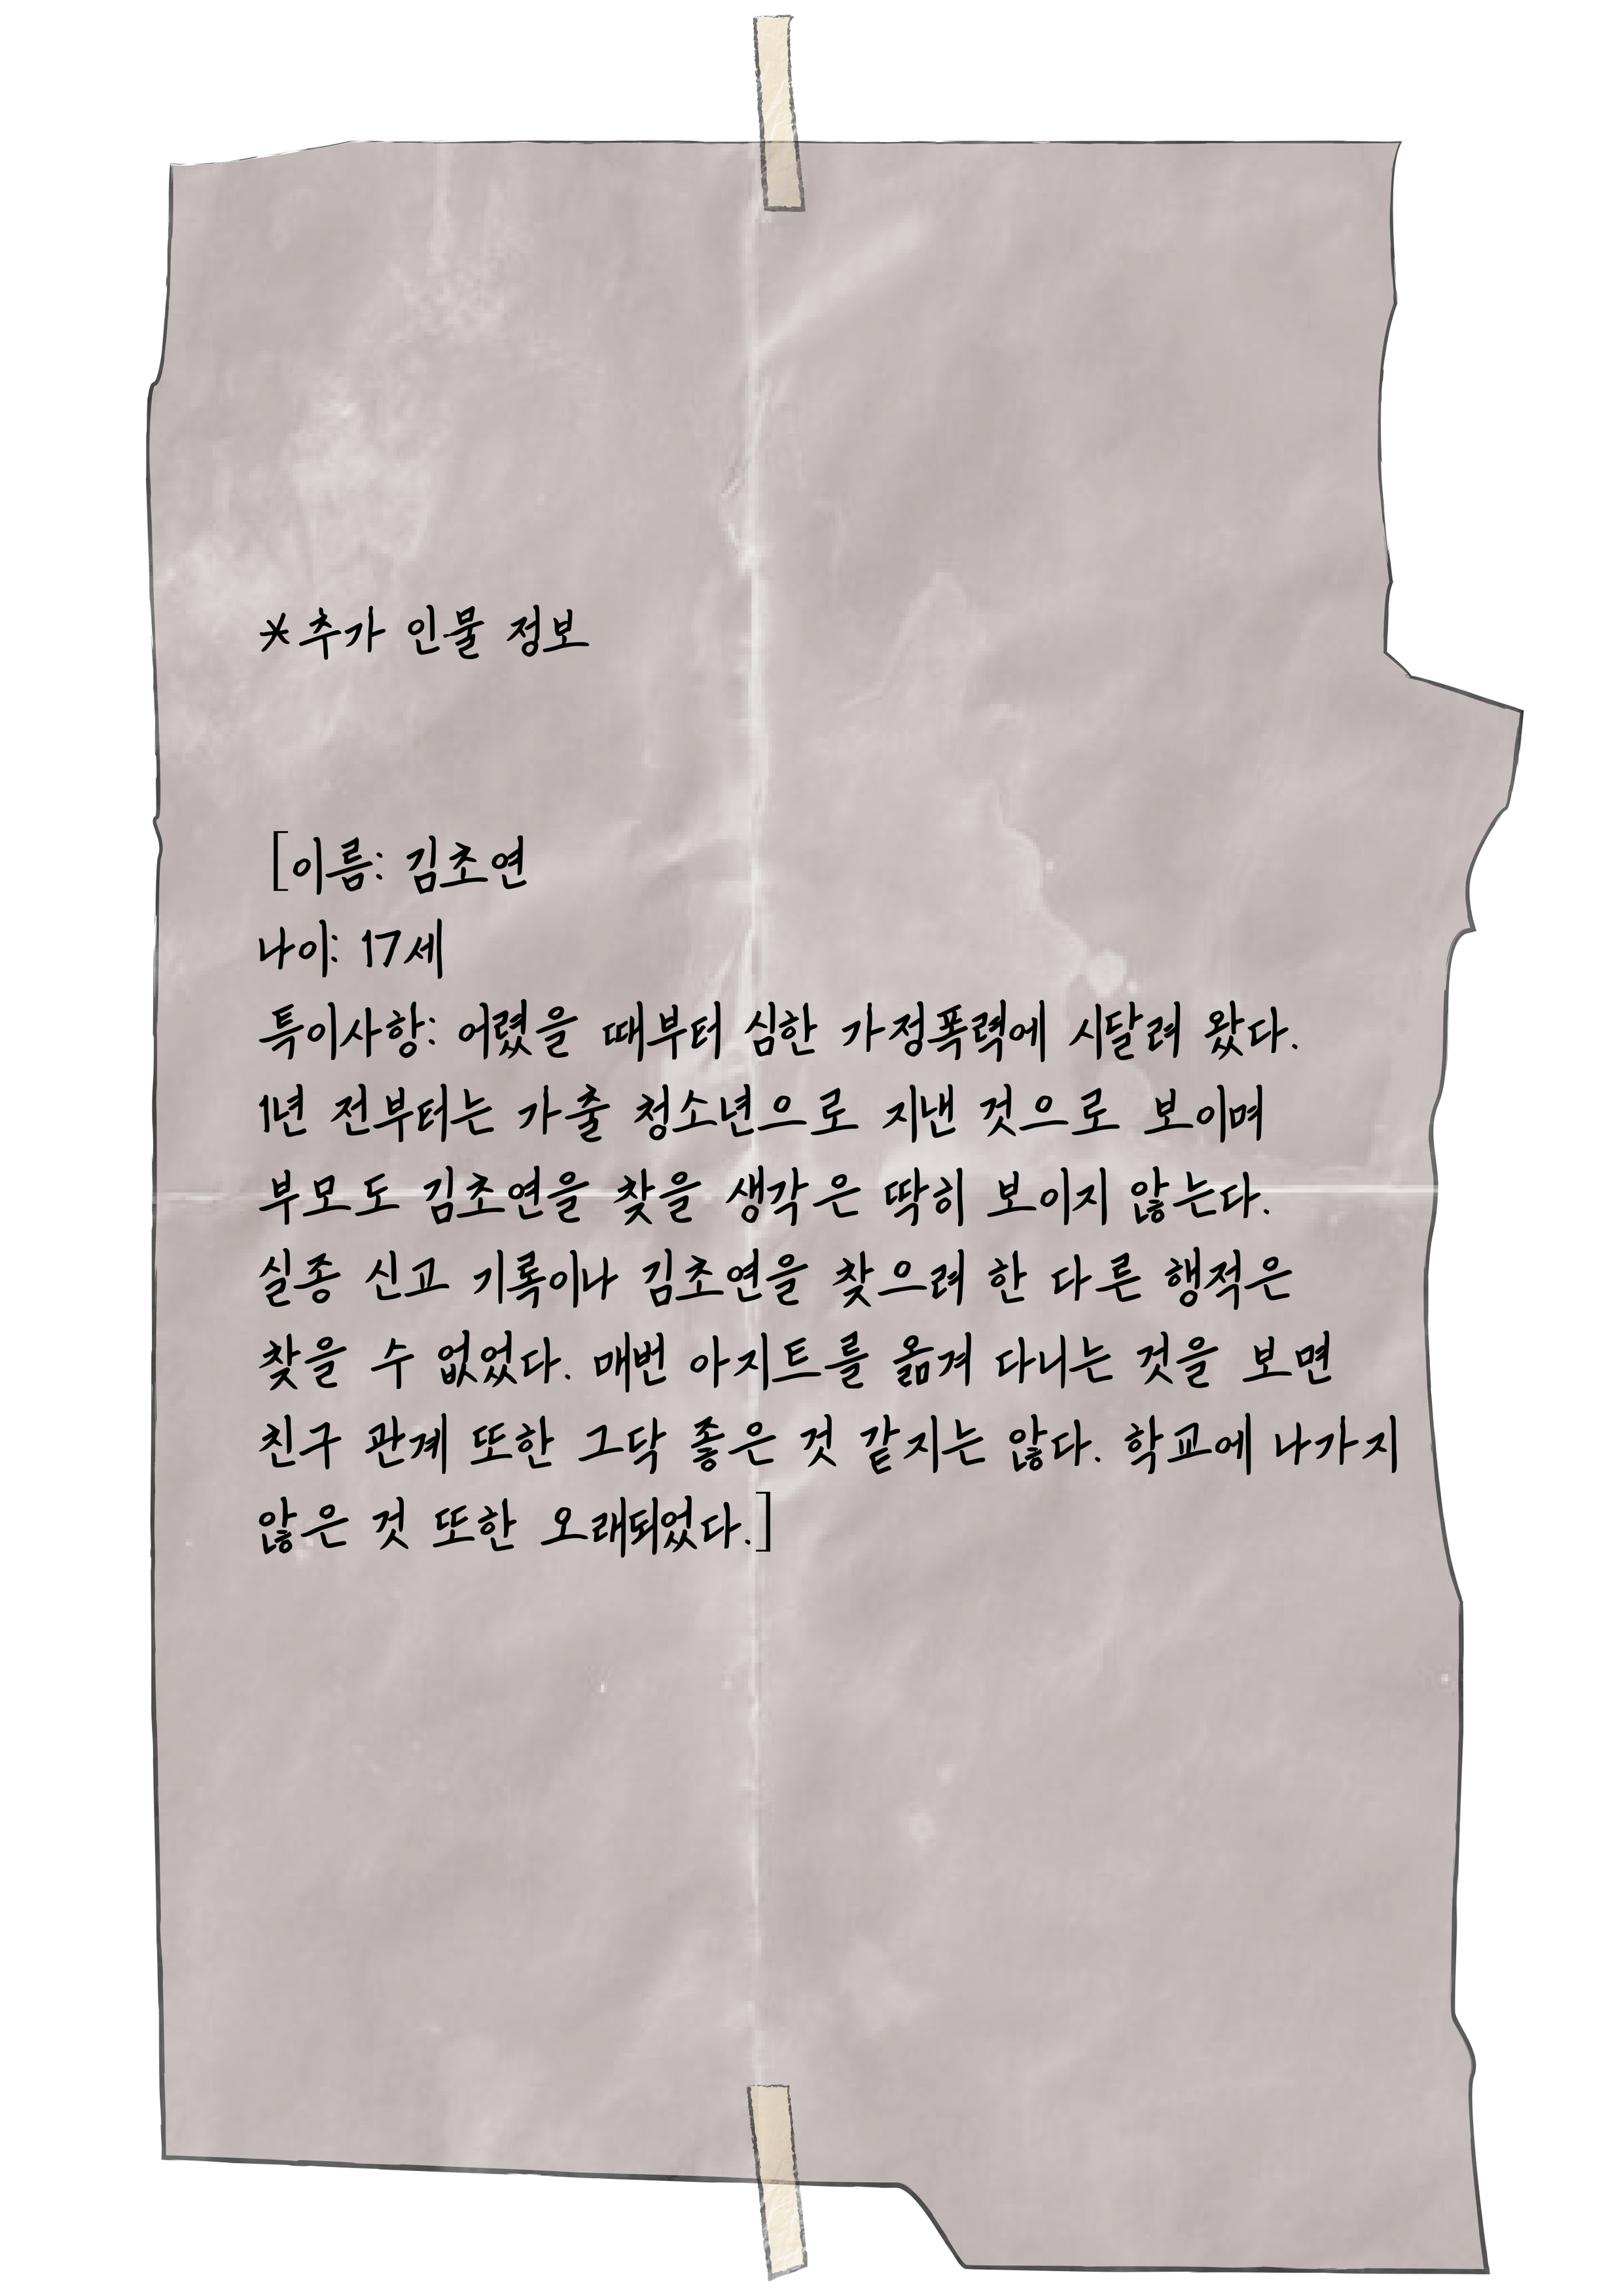 *추가 인물 정보
[이름: 김초연
나이: 17세
특이사항: 어렸을 때부터 심한 가정폭력에 시달려 왔다.
1년 전부터는 가출 청소년으로 지낸 것으로 보이며
부모도 김초연을 찾을 생각은 딱히 보이지 않는다.
실종 신고 기록이나 김초연을 찾으려 한 다른 행적은
찾을 수 없었다. 매번 아지트를 옮겨 다니는 것을 보면
친구 관계 또한 그닥 좋은 것 같지는 않다. 학교에 나가지
않은 것 또한 오래되었다.]